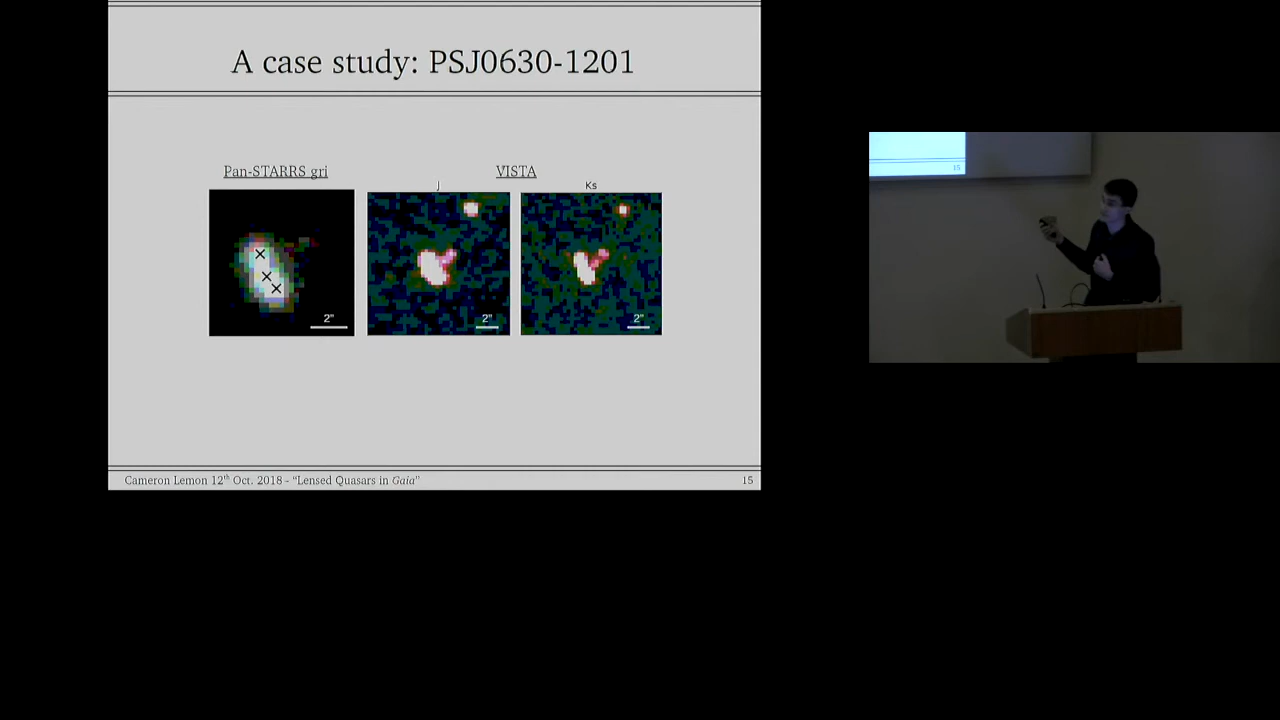 A case study: PSJ0630-1201
Pan-STARRS gri
VISTA
J
Ks
2"
2"
2"
Cameron Lemon 12th Oct. 2018 - "Lensed Quasars in Gaia"
15
15